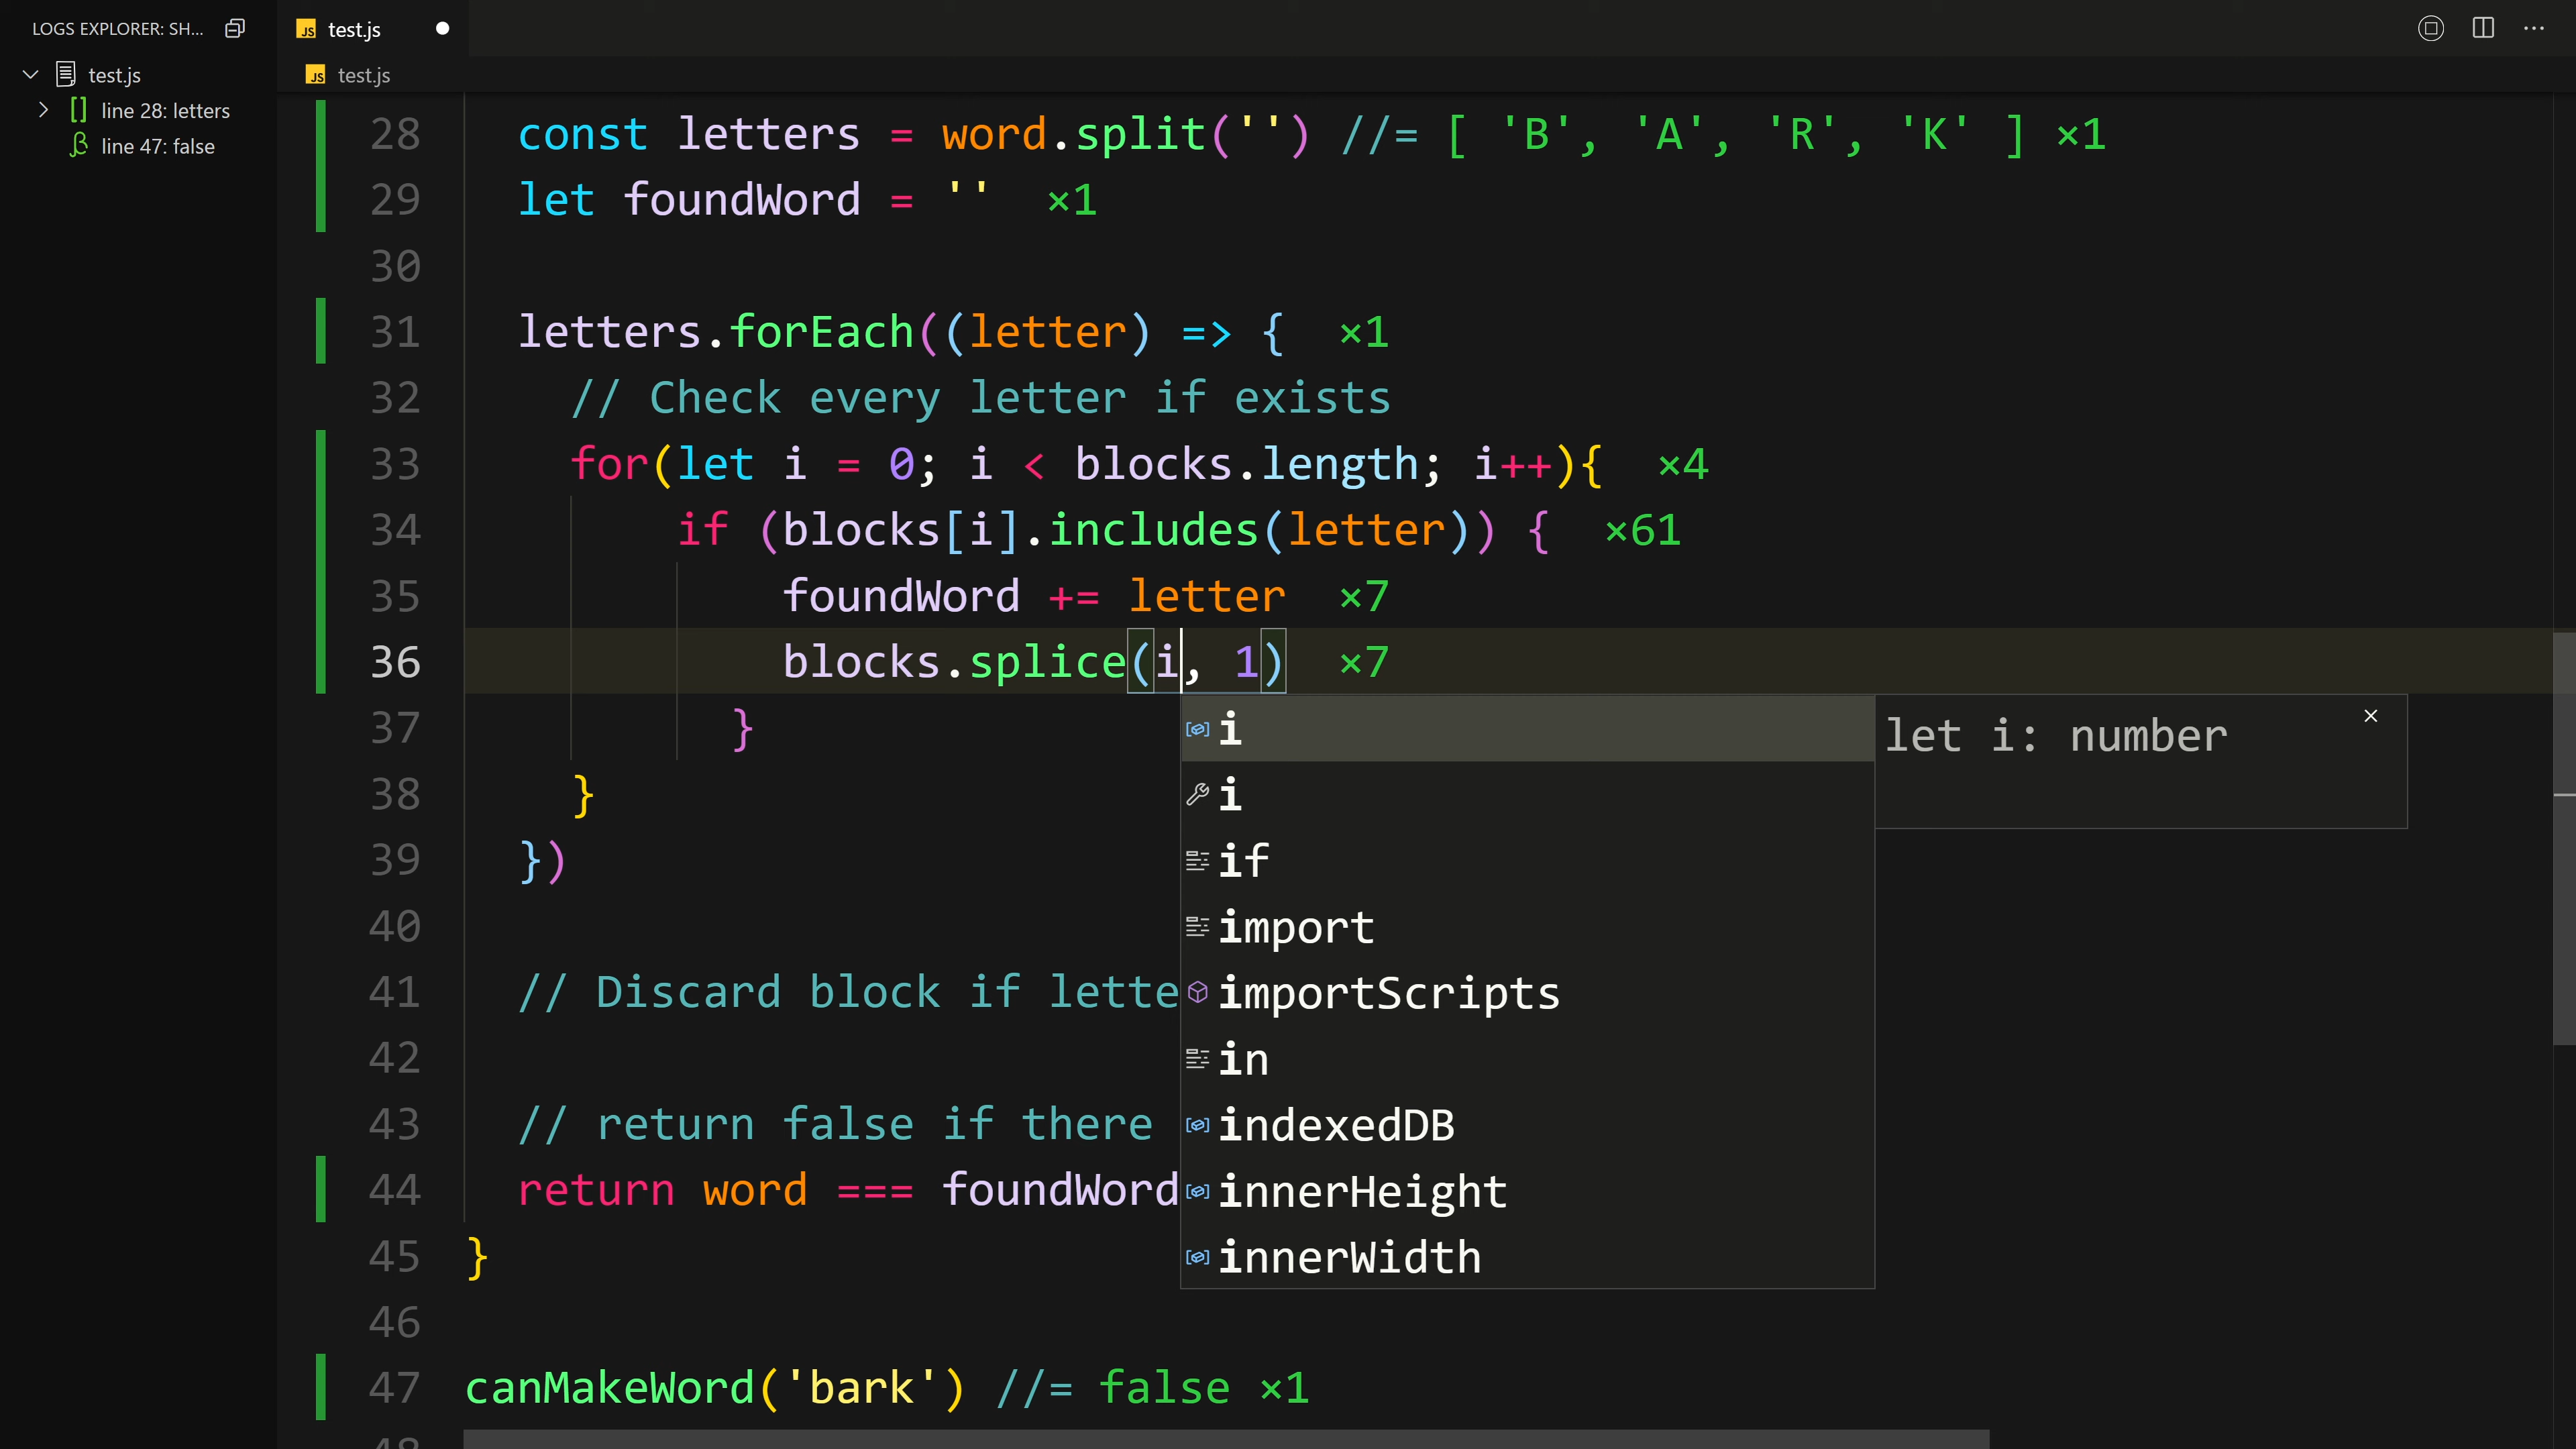 LOGS EXPLORER: SH...
test.js
line 28: letters
line 47: false
test.js
test.js
28 const letters = word.split('') //= [ 'B', 'A', 'R', 'K' ] ×1
29 let foundWord = '' ×1
30
31 letters.forEach((letter) => { ×1
32 // Check every letter if exists
33 for(let i = 0; i < blocks.length; i++){ ×4
34 if (blocks[i].includes(letter)) { ×61
35 foundWord += letter ×7
36 blocks.splice(i, 1) ×7
37 }
38 }
39 })
40
41 // Discard block if lette
42
43 // return false if there
44 return word === foundWord
45 }
46
47 canMakeWord('bark') //= false ×1
48
i
let i: number
i
if
import
importScripts
in
indexedDB
innerHeight
innerWidth